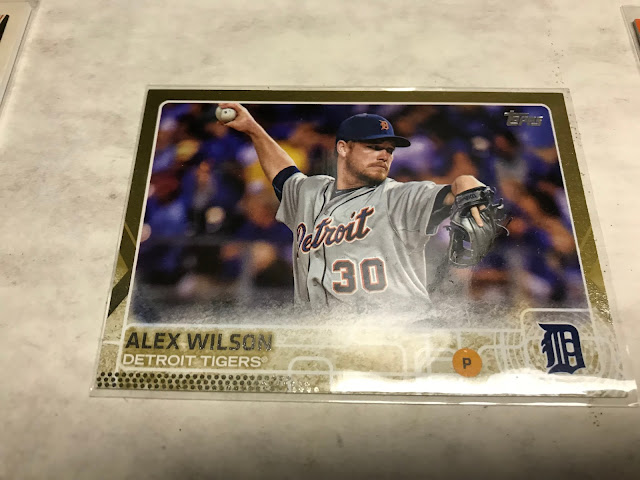 Topps
D
Detroit
30
ALEX WILSON
DETROIT TIGERS
P
D